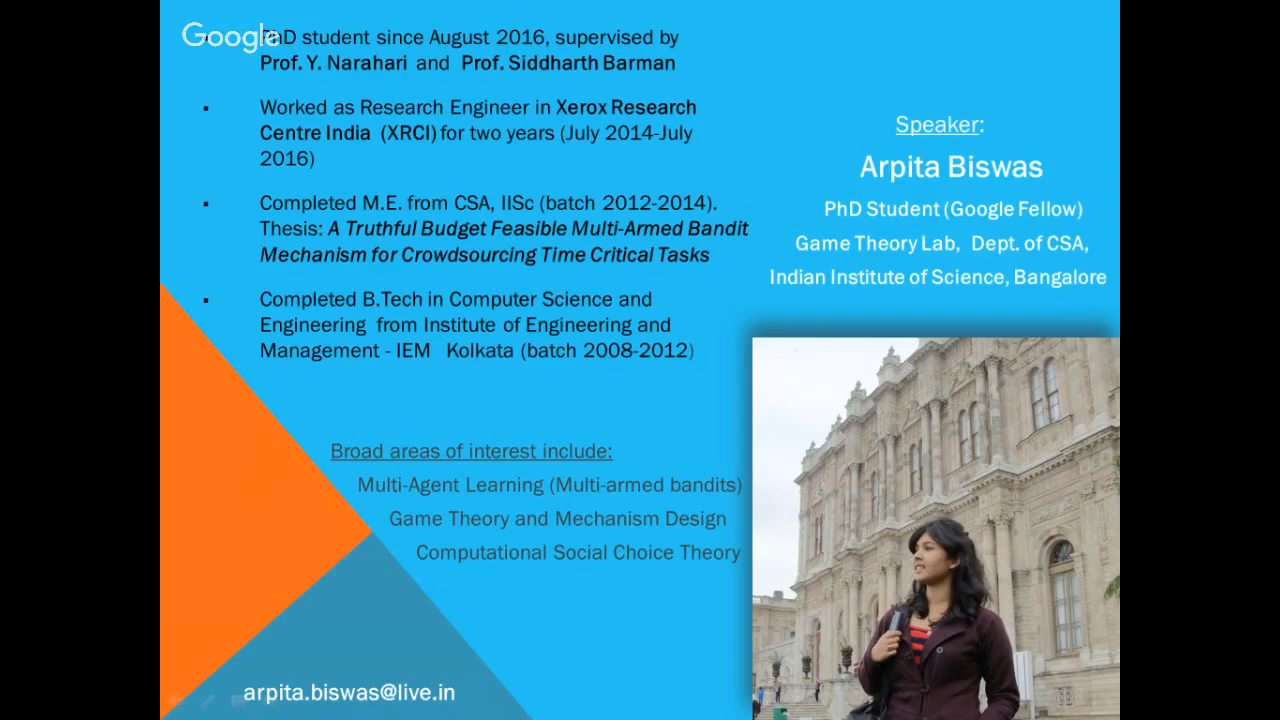 Google
PhD student since August 2016, supervised by
Prof. Y. Narahari and Prof. Siddharth Barman
Worked as Research Engineer in Xerox Research
Centre India (XRCI) for two years (July 2014-July
2016)
Completed M.E. from CSA, IISc (batch 2012-2014).
Thesis: A Truthful Budget Feasible Multi-Armed Bandit
Mechanism for Crowdsourcing Time Critical Tasks
Completed B.Tech in Computer Science and
Engineering from Institute of Engineering and
Management - IEM Kolkata (batch 2008-2012)
Broad areas of interest include:
Multi-Agent Learning (Multi-armed bandits)
Game Theory and Mechanism Design
Computational Social Choice Theory
arpita.biswas@live.in
Speaker:
Arpita Biswas
PhD Student (Google Fellow)
Game Theory Lab, Dept. of CSA,
Indian Institute of Science, Bangalore